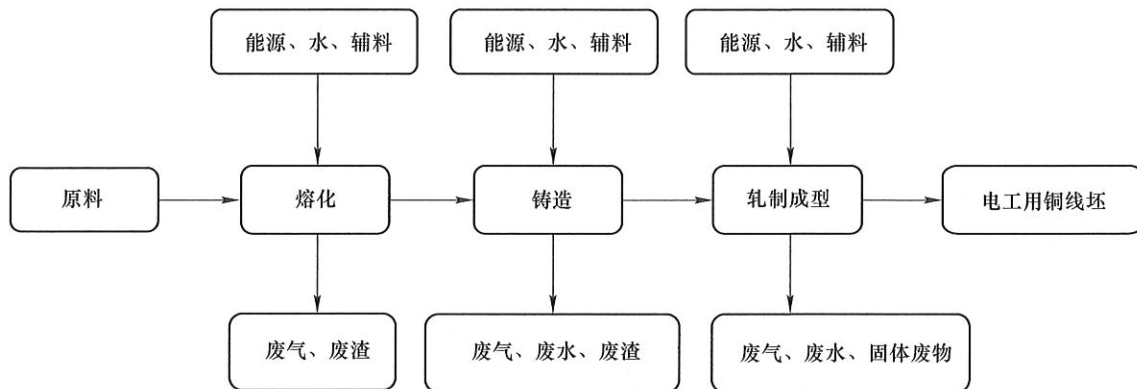 能源、水、辅料
能源、水、辅料
能源、水、辅料
原料
熔化
铸造
轧制成型
电工用铜线坯
废气、废渣
废气、废水、废渣
废气、废水、固体废物